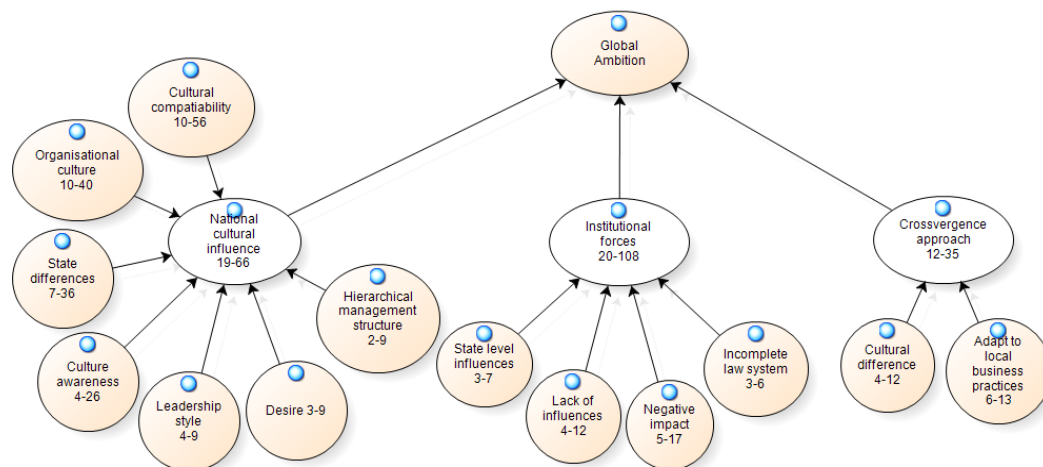 Global
Ambition
Cultural
compatiability
10-56
Organisational
culture
10-40
National
cultural
influence
19-66
Institutional
forces
20-108
Crossvergence
approach
12-35
State
differences
7-36
Hierarchical
management
structure
2-9
Culture
awareness
4-26
Leadership
style
4-9
Desire 3-9
State level
influences
3-7
Lack of
influences
4-12
Negative
impact
5-17
Incomplete
law system
3-6
Cultural
difference
4-12
Adapt to
local
business
practices
6-13